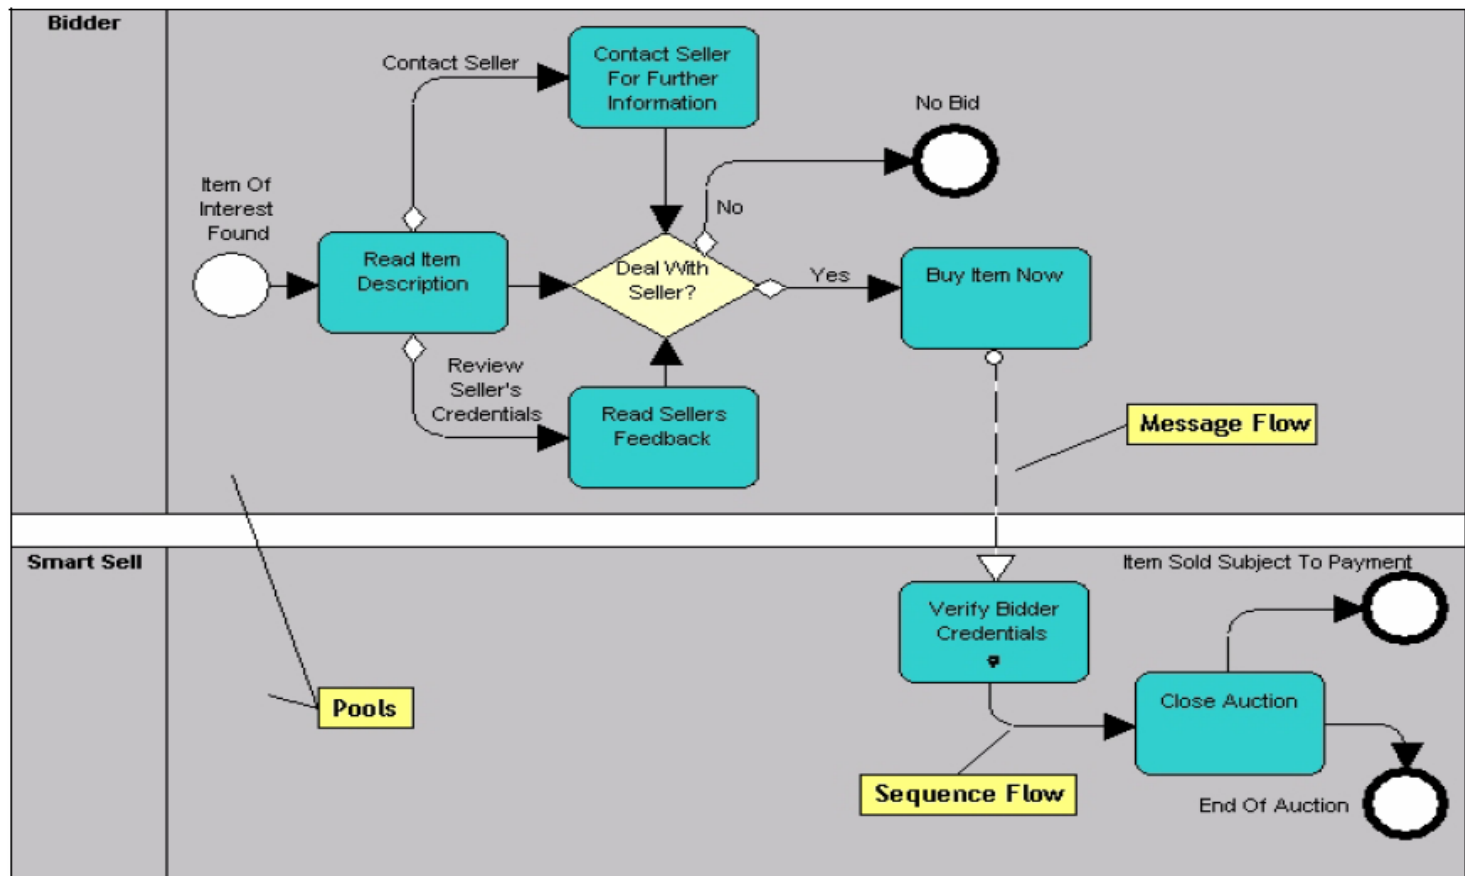 Bidder
Contact Seller
Contact Seller
For Further
Information
No Bid
Item Of
Interest
Found
No
Read Item
Description
Deal With
Seller?
Yes
Buy Item Now
Review
Seller's
Credentials
Read Sellers
Feedback
Message Flow
Smart Sell
Item Sold Subject To Payment
Verify Bidder
Credentials
Pools
Close Auction
Sequence Flow
End Of Auction